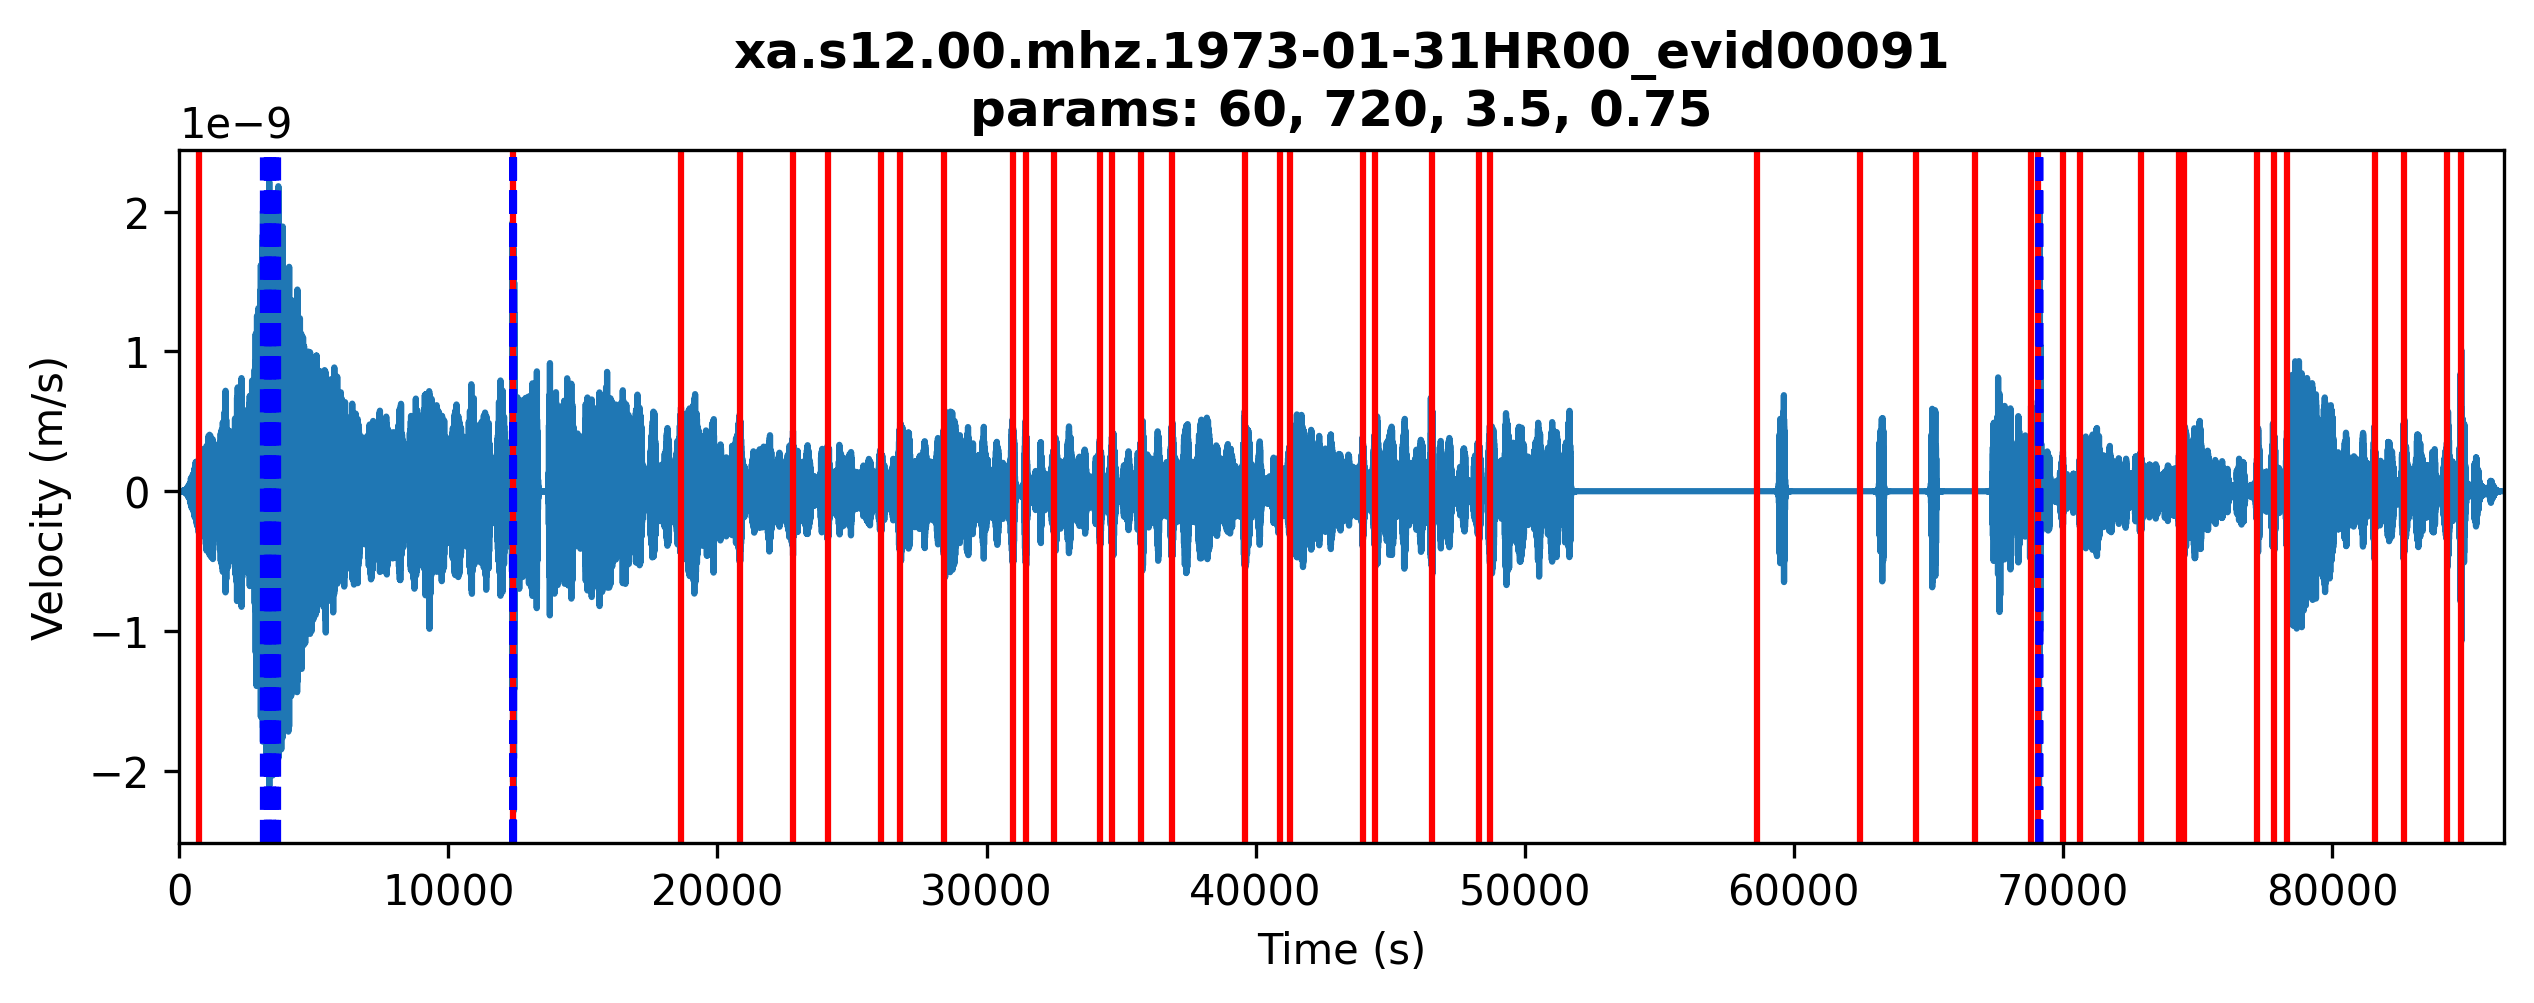 xa.s12.00.mhz.1973-01-31HR00_evid00091
params: 60, 720, 3.5, 0.75
1e−9
2
1
0
−1
−2
Velocity (m/s)
0 10000 20000 30000 40000 50000 60000 70000 80000
Time (s)